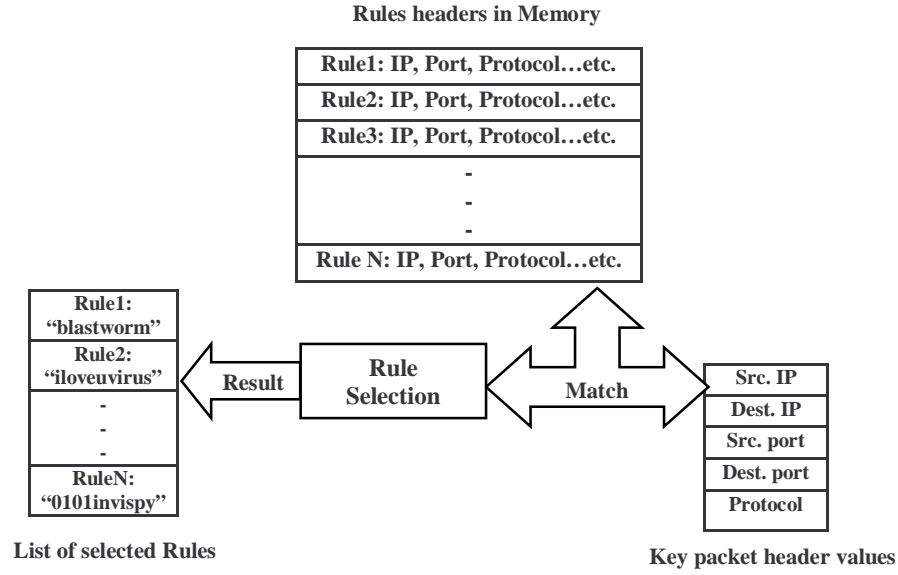 Rules headers in Memory
Rule1: IP, Port, Protocol…etc.
Rule2: IP, Port, Protocol…etc.
Rule3: IP, Port, Protocol…etc.
-
-
-
Rule N: IP, Port, Protocol…etc.
Rule1:
“blastworm”
Rule2:
“iloveuvirus”
-
-
-
RuleN:
“0101invispy”
List of selected Rules
Result
Rule
Selection
Match
Src. IP
Dest. IP
Src. port
Dest. port
Protocol
Key packet header values